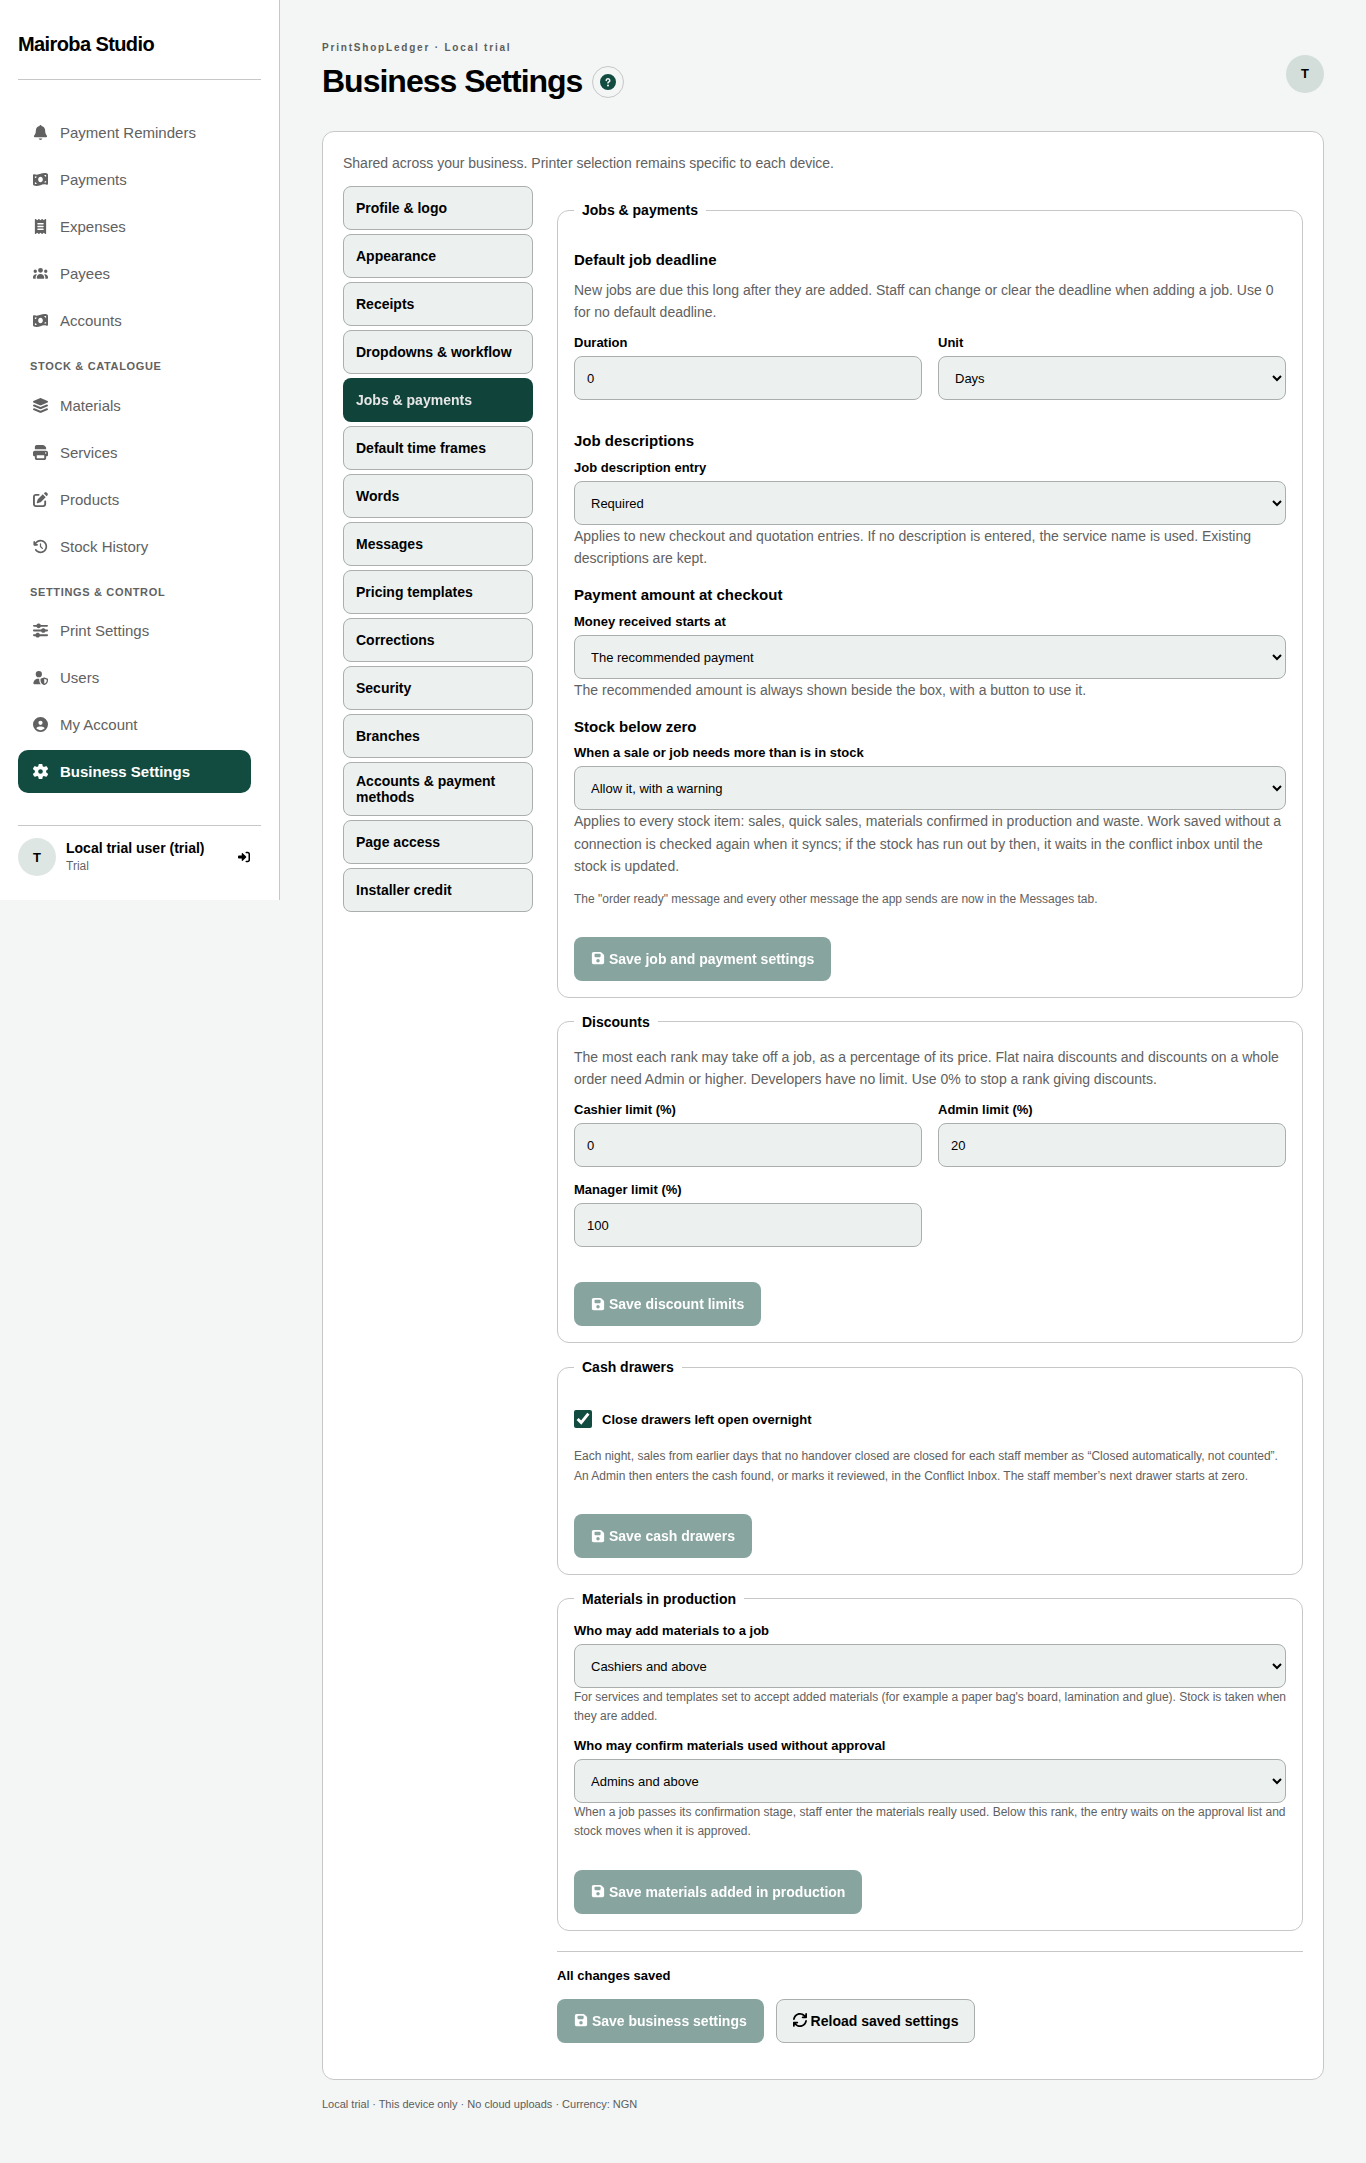 Mairoba Studio
Payment Reminders
Payments
Expenses
Payees
Accounts
STOCK & CATALOGUE
Materials
Services
Products
Stock History
SETTINGS & CONTROL
Print Settings
Users
My Account
Business Settings
T
Local trial user (trial)
Trial
PrintShopLedger · Local trial
Business Settings
?
T
Shared across your business. Printer selection remains specific to each device.
Profile & logo
Appearance
Receipts
Dropdowns & workflow
Jobs & payments
Default time frames
Words
Messages
Pricing templates
Corrections
Security
Branches
Accounts & payment
methods
Page access
Installer credit
Jobs & payments
Default job deadline
New jobs are due this long after they are added. Staff can change or clear the deadline when adding a job. Use 0
for no default deadline.
Duration
Unit
0
Days
Job descriptions
Job description entry
Required
Applies to new checkout and quotation entries. If no description is entered, the service name is used. Existing
descriptions are kept.
Payment amount at checkout
Money received starts at
The recommended payment
The recommended amount is always shown beside the box, with a button to use it.
Stock below zero
When a sale or job needs more than is in stock
Allow it, with a warning
Applies to every stock item: sales, quick sales, materials confirmed in production and waste. Work saved without a
connection is checked again when it syncs; if the stock has run out by then, it waits in the conflict inbox until the
stock is updated.
The "order ready" message and every other message the app sends are now in the Messages tab.
Save job and payment settings
Discounts
The most each rank may take off a job, as a percentage of its price. Flat naira discounts and discounts on a whole
order need Admin or higher. Developers have no limit. Use 0% to stop a rank giving discounts.
Cashier limit (%)
Admin limit (%)
0
20
Manager limit (%)
100
Save discount limits
Cash drawers
Close drawers left open overnight
Each night, sales from earlier days that no handover closed are closed for each staff member as “Closed automatically, not counted”.
An Admin then enters the cash found, or marks it reviewed, in the Conflict Inbox. The staff member’s next drawer starts at zero.
Save cash drawers
Materials in production
Who may add materials to a job
Cashiers and above
For services and templates set to accept added materials (for example a paper bag's board, lamination and glue). Stock is taken when
they are added.
Who may confirm materials used without approval
Admins and above
When a job passes its confirmation stage, staff enter the materials really used. Below this rank, the entry waits on the approval list and
stock moves when it is approved.
Save materials added in production
All changes saved
Save business settings
Reload saved settings
Local trial · This device only · No cloud uploads · Currency: NGN